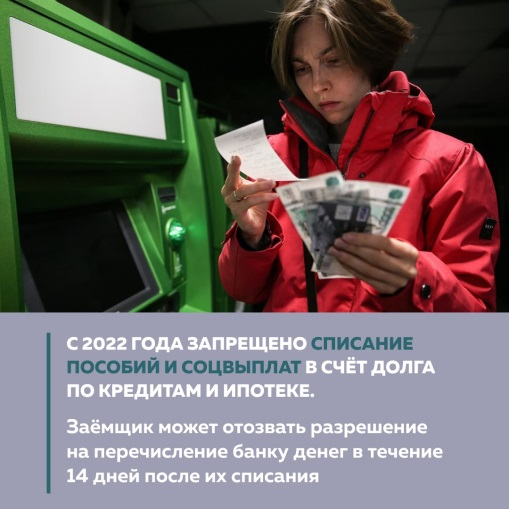 С 2022 ГОДА ЗАПРЕЩЕНО СПИСАНИЕ
ПОСОБИЙ И СОЦВЫПЛАТ В СЧЁТ ДОЛГА
ПО КРЕДИТАМ И ИПОТЕКЕ.
Заёмщик может отозвать разрешение
на перечисление банку денег в течение
14 дней после их списания